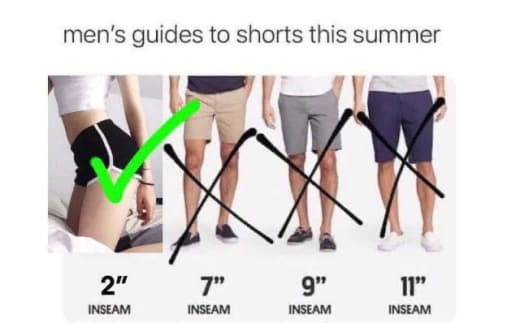 men's guides to shorts this summer
2" 7" 9" 11"
INSEAM INSEAM INSEAM INSEAM